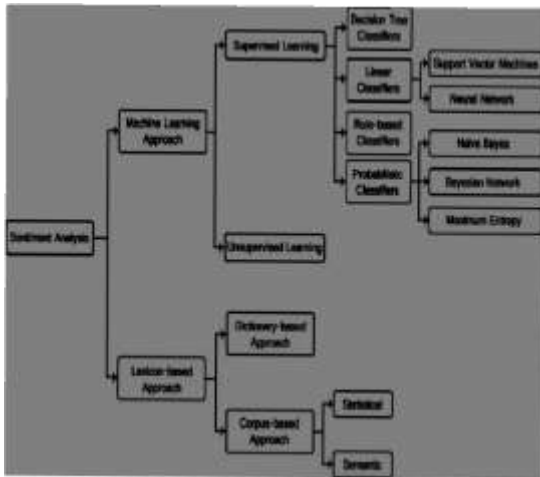 Decision Tree
Classifiers
Supervised Learning
Support Vector Machines
Linear
Classifiers
Neural Network
Machine Learning
Approach
Rule-based
Classifiers
Naive Bayes
Probabilistic
Classifiers
Bayesian Network
Maximum Entropy
Sentiment Analysis
Unsupervised Learning
Dictionary-based
Approach
Lexicon-based
Approach
Statistical
Corpus-based
Approach
Semantic